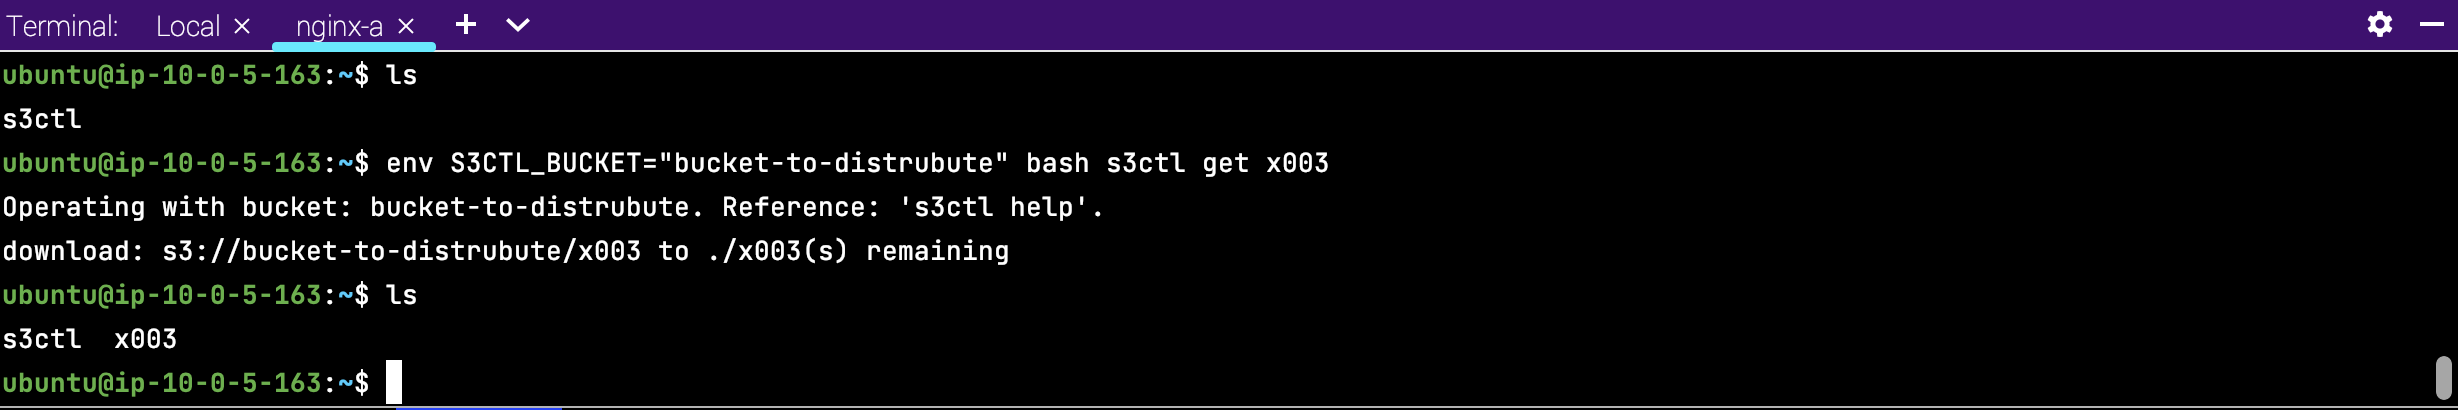 Terminal: Local nginx-a
ubuntu@ip-10-0-5-163:~$ ls
s3ctl
ubuntu@ip-10-0-5-163:~$ env S3CTL_BUCKET="bucket-to-distrubute" bash s3ctl get x003
Operating with bucket: bucket-to-distrubute. Reference: 's3ctl help'.
download: s3://bucket-to-distrubute/x003 to ./x003(s) remaining
ubuntu@ip-10-0-5-163:~$ ls
s3ctl  x003
ubuntu@ip-10-0-5-163:~$